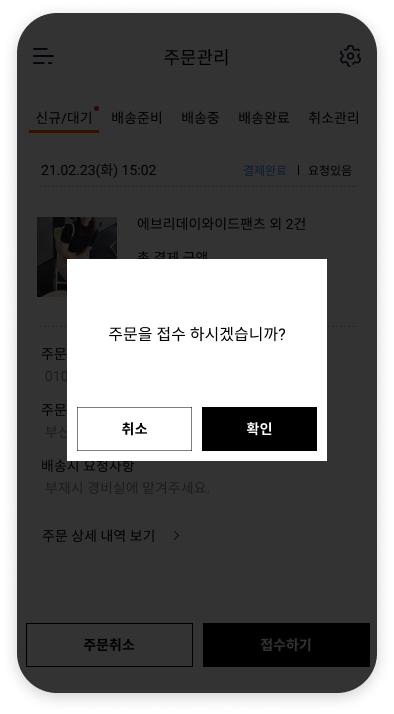 주문관리
신규/대기 배송준비 배송중 배송완료 취소관리
21.02.23(화) 15:02 결제완료 | 요청있음
에브리데이와이드팬츠 외 2건
총 결제 금액
주문을 접수 하시겠습니까?
주문
010
주문
부산
취소 확인
배송시 요청사항
부재시 경비실에 맡겨주세요.
주문 상세 내역 보기 >
주문취소 접수하기